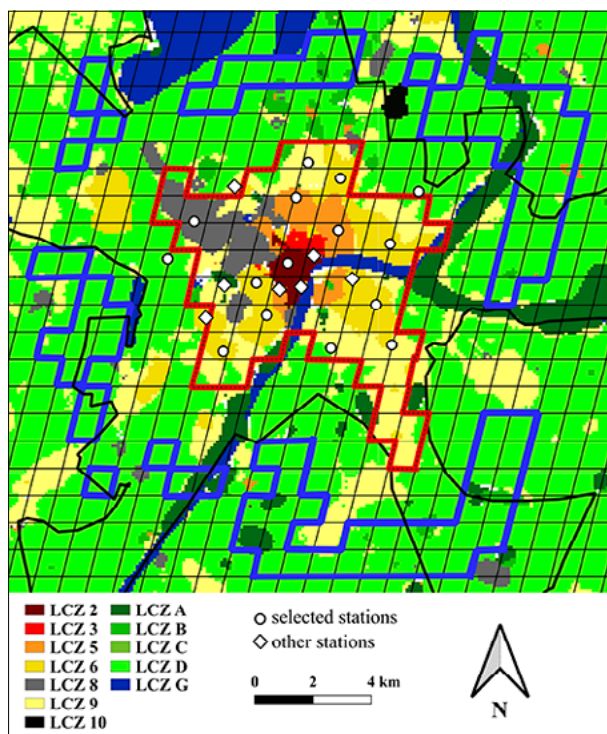 LCZ 2 LCZ A
LCZ 3 LCZ B
LCZ 5 LCZ C
LCZ 6 LCZ D
LCZ 8 LCZ G
LCZ 9
LCZ 10
selected stations
other stations
0 2 4 km
N